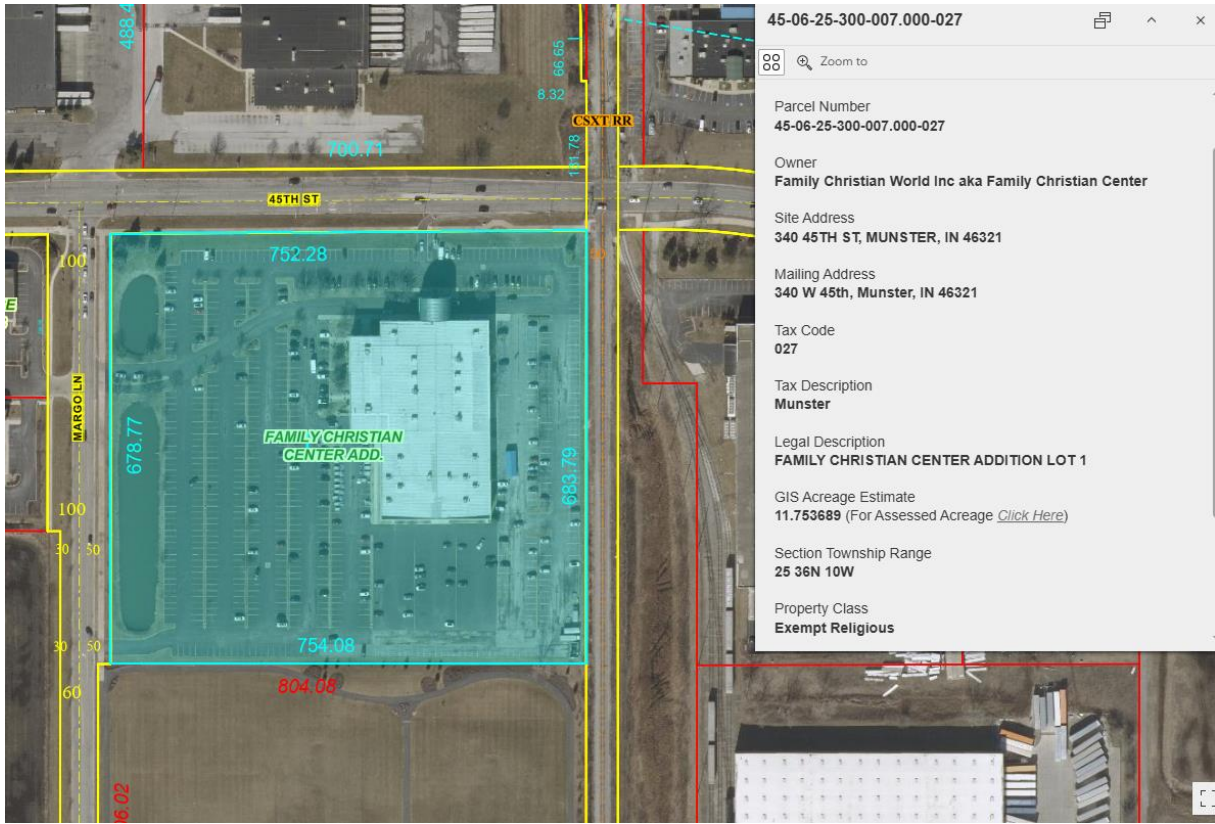 488.4
66.65
8.32
CSXT RR
181.78
700.71
45TH ST
100
752.28
E
MARGO LN
678.77
FAMILY CHRISTIAN
CENTER ADD.
683.79
100
30
50
30
50
754.08
60
804.08
06.02
45-06-25-300-007.000-027
Zoom to
Parcel Number
45-06-25-300-007.000-027
Owner
Family Christian World Inc aka Family Christian Center
Site Address
340 45TH ST, MUNSTER, IN 46321
Mailing Address
340 W 45th, Munster, IN 46321
Tax Code
027
Tax Description
Munster
Legal Description
FAMILY CHRISTIAN CENTER ADDITION LOT 1
GIS Acreage Estimate
11.753689 (For Assessed Acreage Click Here)
Section Township Range
25 36N 10W
Property Class
Exempt Religious